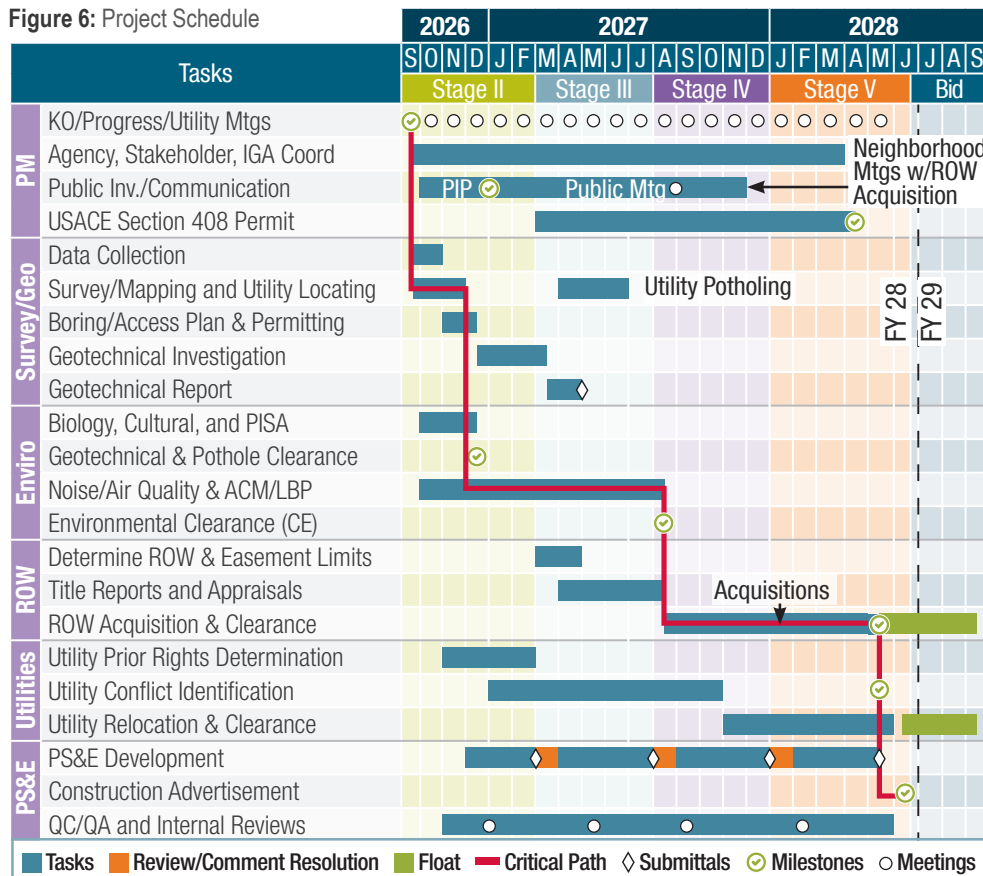 Figure 6: Project Schedule
2026 2027 2028
Tasks
S O N D J F M A M J J A S O N D J F M A M J J A S
Stage II Stage III Stage IV Stage V Bid
PM
KO/Progress/Utility Mtgs
Agency, Stakeholder, IGA Coord
Neighborhood
Mtgs w/ROW
Acquisition
Public Inv./Communication
PIP
Public Mtg
USACE Section 408 Permit
Survey/Geo
Data Collection
Survey/Mapping and Utility Locating
Utility Potholing
FY 28
FY 29
Boring/Access Plan & Permitting
Geotechnical Investigation
Geotechnical Report
Enviro
Biology, Cultural, and PISA
Geotechnical & Pothole Clearance
Noise/Air Quality & ACM/LBP
Environmental Clearance (CE)
ROW
Determine ROW & Easement Limits
Title Reports and Appraisals
Acquisitions
ROW Acquisition & Clearance
Utilities
Utility Prior Rights Determination
Utility Conflict Identification
Utility Relocation & Clearance
PS&E
PS&E Development
Construction Advertisement
QC/QA and Internal Reviews
Tasks Review/Comment Resolution Float Critical Path Submittals Milestones Meetings